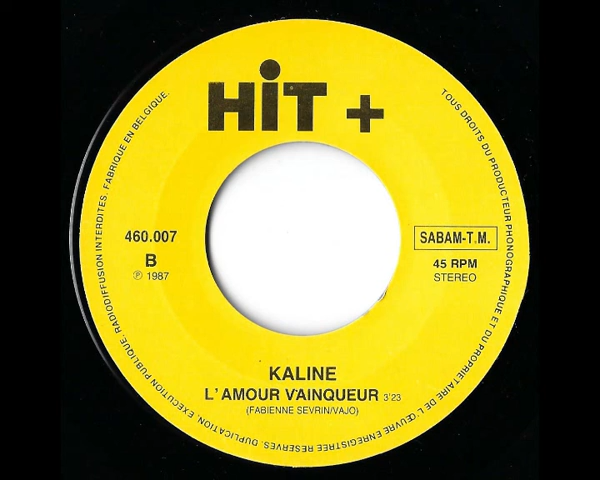 HiT +
TOUS DROITS DU PRODUCTEUR PHONOGRAPHIQUE ET DU PROPRIETAIRE DE L'ŒUVRE ENREGISTREE RESERVES. DUPLICATION, EXECUTION PUBLIQUE, RADIODIFFUSION INTERDITES. FABRIQUE EN BELGIQUE.
460.007
B
℗ 1987
SABAM-T.M.
45 RPM
STEREO
KALINE
L'AMOUR VAINQUEUR 3'23
(FABIENNE SEVRIN/VAJO)